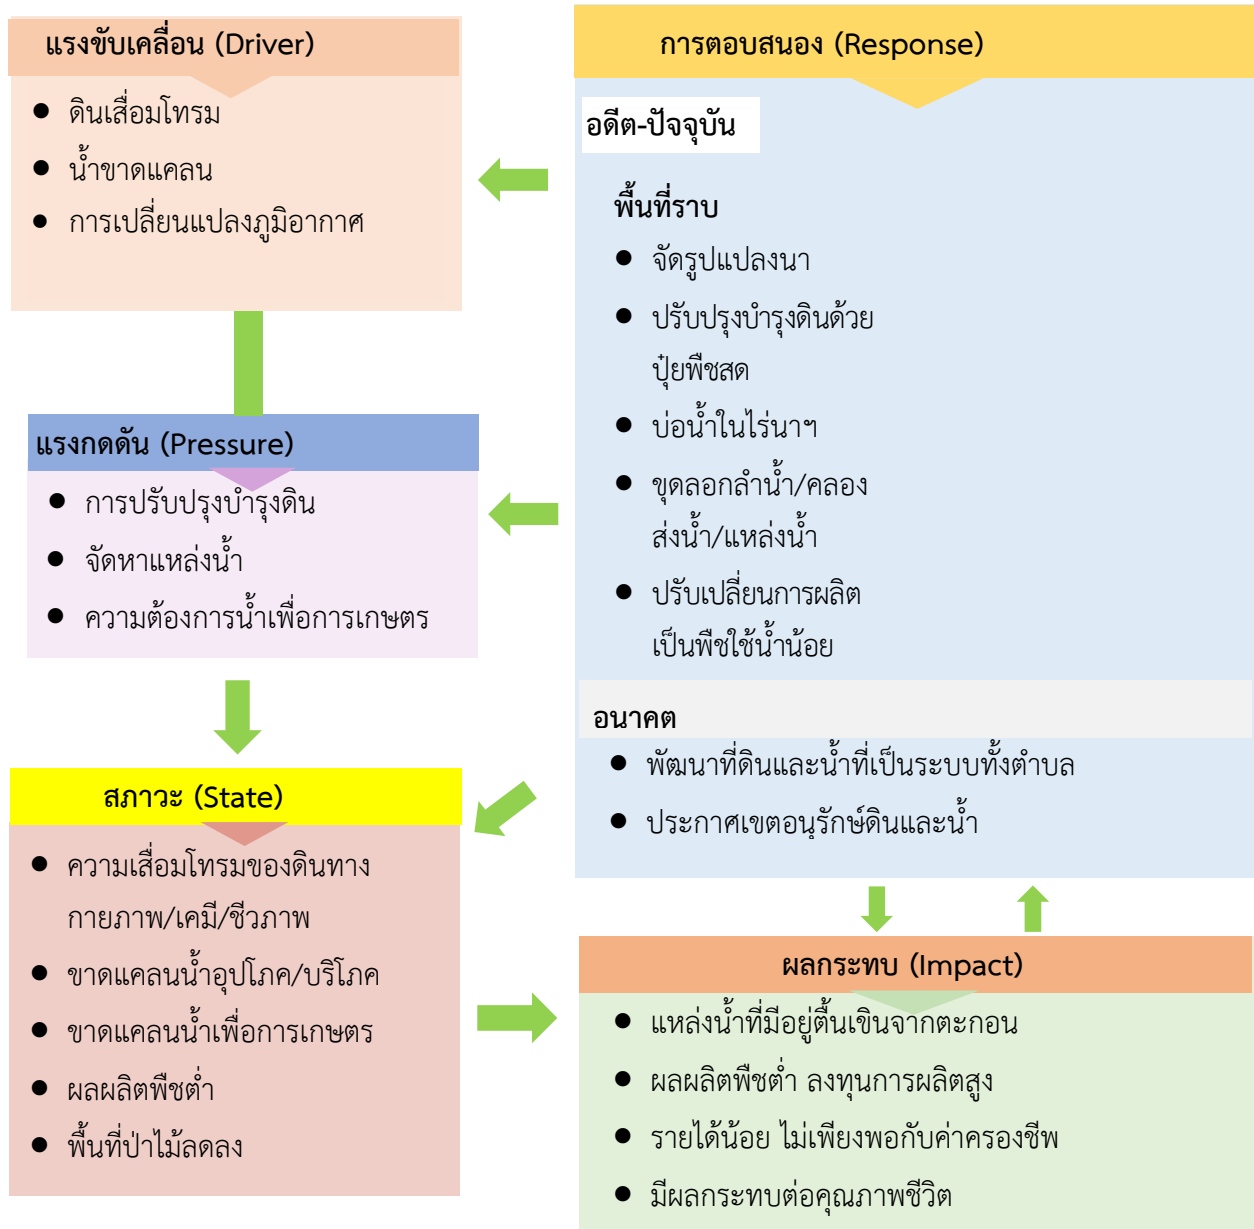 แรงขับเคลื่อน (Driver)
ดินเสื่อมโทรม
น้ำขาดแคลน
การเปลี่ยนแปลงภูมิอากาศ
แรงกดดัน (Pressure)
การปรับปรุงบำรุงดิน
จัดหาแหล่งน้ำ
ความต้องการน้ำเพื่อการเกษตร
สภาวะ (State)
ความเสื่อมโทรมของดินทาง
กายภาพ/เคมี/ชีวภาพ
ขาดแคลนน้ำอุปโภค/บริโภค
ขาดแคลนน้ำเพื่อการเกษตร
ผลผลิตพืชต่ำ
พื้นที่ป่าไม้ลดลง
การตอบสนอง (Response)
อดีต-ปัจจุบัน
พื้นที่ราบ
จัดรูปแปลงนา
ปรับปรุงบำรุงดินด้วย
ปุ๋ยพืชสด
บ่อน้ำในไร่นาฯ
ขุดลอกลำน้ำ/คลอง
ส่งน้ำ/แหล่งน้ำ
ปรับเปลี่ยนการผลิต
เป็นพืชใช้น้ำน้อย
อนาคต
พัฒนาที่ดินและน้ำที่เป็นระบบทั้งตำบล
ประกาศเขตอนุรักษ์ดินและน้ำ
ผลกระทบ (Impact)
แหล่งน้ำที่มีอยู่ตื้นเขินจากตะกอน
ผลผลิตพืชต่ำ ลงทุนการผลิตสูง
รายได้น้อย ไม่เพียงพอกับค่าครองชีพ
มีผลกระทบต่อคุณภาพชีวิต